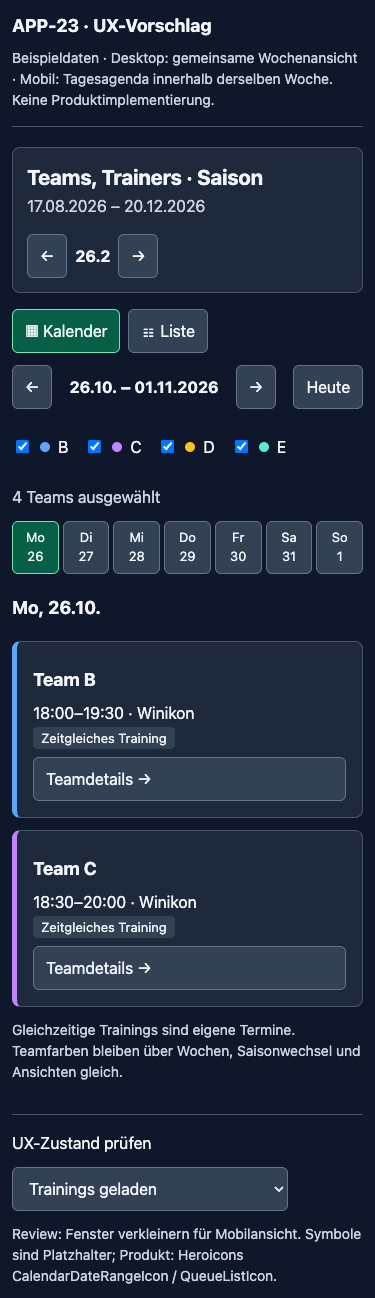 APP-23 · UX-Vorschlag
Beispieldaten · Desktop: gemeinsame Wochenansicht
· Mobil: Tagesagenda innerhalb derselben Woche.
Keine Produktimplementierung.
Teams, Trainers · Saison
17.08.2026 – 20.12.2026
← 26.2 →
▦ Kalender ☷ Liste
← 26.10. – 01.11.2026 → Heute
B C D E
4 Teams ausgewählt
Mo Di Mi Do Fr Sa So
26 27 28 29 30 31 1
Mo, 26.10.
Team B
18:00–19:30 · Winikon
Zeitgleiches Training
Teamdetails →
Team C
18:30–20:00 · Winikon
Zeitgleiches Training
Teamdetails →
Gleichzeitige Trainings sind eigene Termine.
Teamfarben bleiben über Wochen, Saisonwechsel und
Ansichten gleich.
UX-Zustand prüfen
Trainings geladen
Review: Fenster verkleinern für Mobilansicht. Symbole
sind Platzhalter; Produkt: Heroicons
CalendarDateRangeIcon / QueueListIcon.